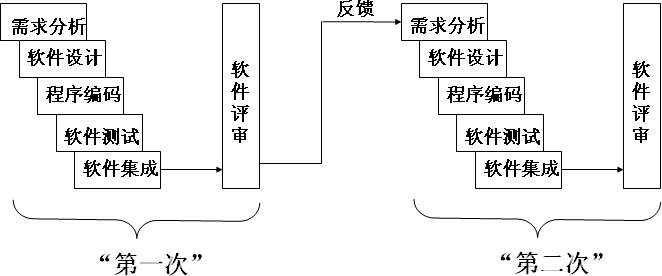 需求分析
软件设计
程序编码
软件测试
软件集成
软件评审
“第一次”
反馈
需求分析
软件设计
程序编码
软件测试
软件集成
软件评审
“第二次”